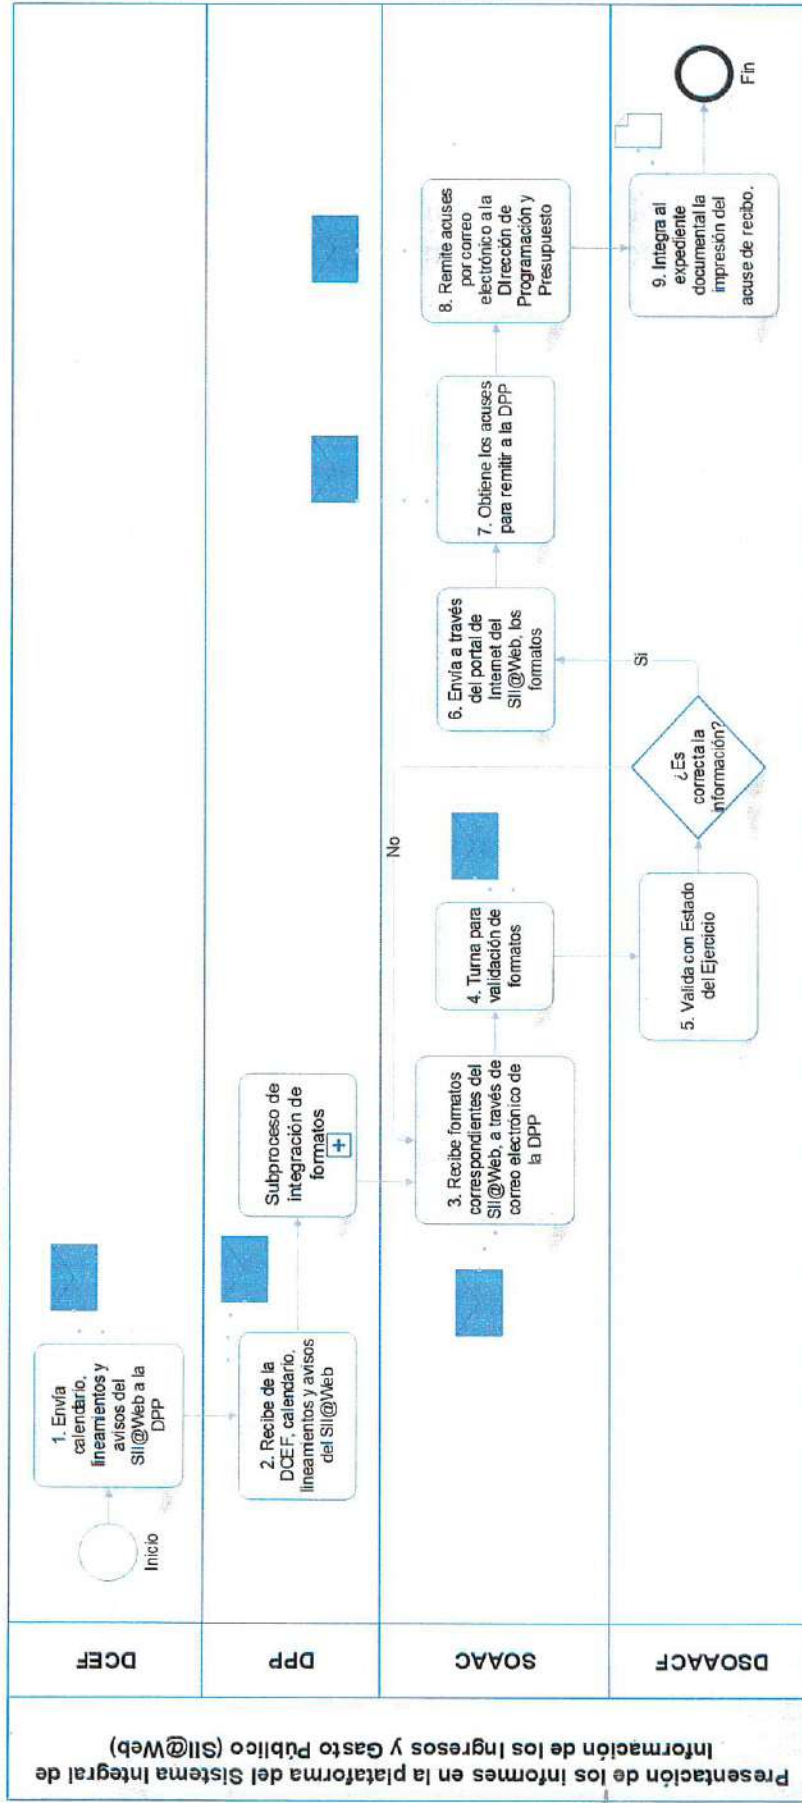 Presentación de los informes en la plataforma del Sistema Integral de
Información de los Ingresos y Gasto Público (SII@Web)
DCEF
Inicio
1. Envía
calendario,
lineamientos y
avisos del
SII@Web a la
DPP
DPP
2. Recibe de la
DCEF, calendario,
lineamientos y avisos
del SII@Web
Subproceso de
integración de
formatos
SOAAC
3. Recibe formatos
correspondientes del
SII@Web, a través de
correo electrónico de
la DPP
4. Turna para
validación de
formatos
No
6. Envía a través
del portal de
Internet del
SII@Web, los
formatos
7. Obtiene los acuses
para remitir a la DPP
8. Remite acuses
por correo
electrónico a la
Dirección de
Programación y
Presupuesto
DSOAACF
5. Valida con Estado
del Ejercicio
¿Es
correcta la
información?
Si
9. Integra al
expediente
documental la
impresión del
acuse de recibo.
Fin